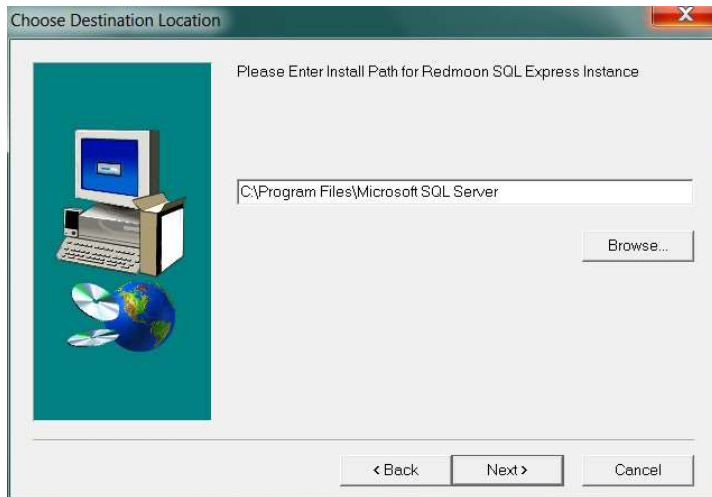 Choose Destination Location
Please Enter Install Path for Redmoon SQL Express Instance
C:\Program Files\Microsoft SQL Server
Browse...
< Back
Next >
Cancel